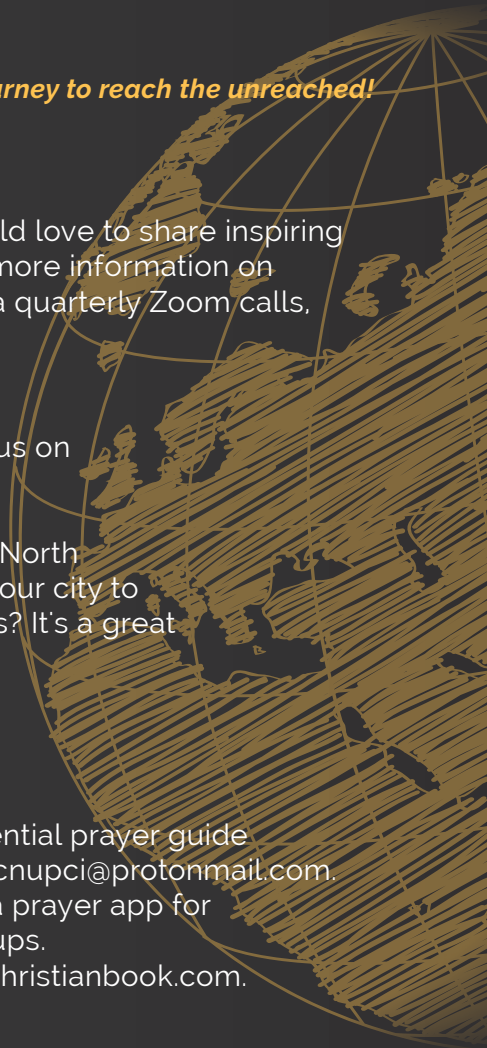 urney to reach the unreached!
ld love to share inspiring
more information on
a quarterly Zoom calls,
us on
North
our city to
s? It's a great
ential prayer guide
cnupci@protonmail.com.
a prayer app for
ups.
hristianbook.com.